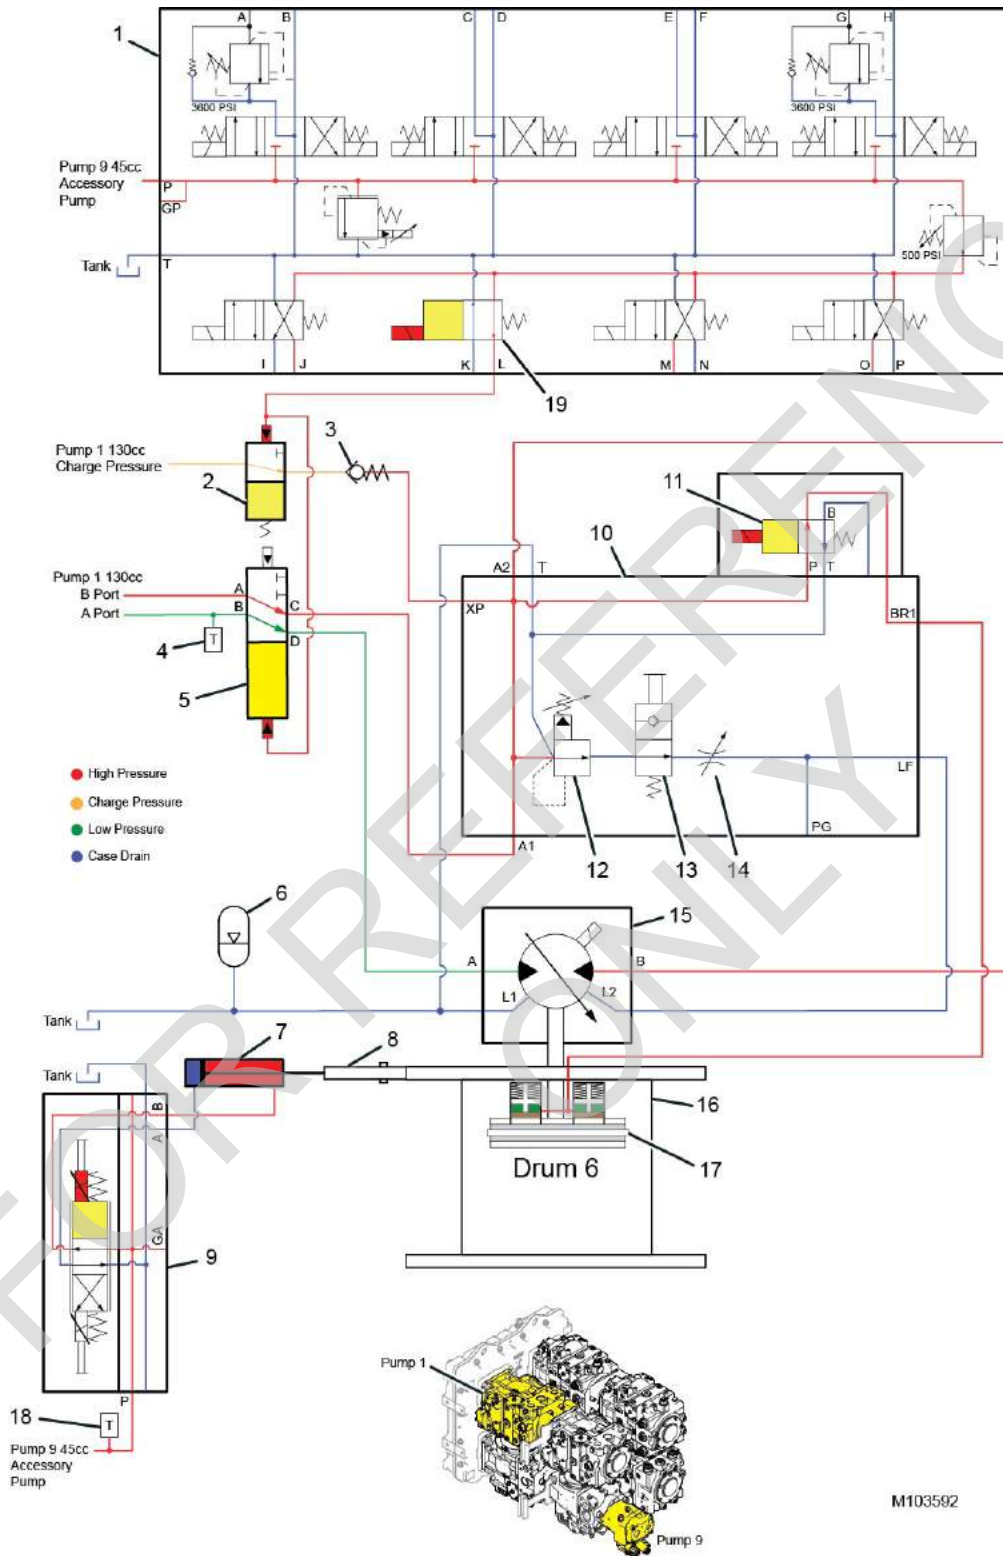 A B C D E F G H
1
3600 PSI 3600 PSI
Pump 9 45cc
Accessory
Pump
P
GP
Tank
T
500 PSI
I J K L M N O P
19
Pump 1 130cc
Charge Pressure
2
3
11
B
P T
10
A2 T
XP
BR1
Pump 1 130cc
B Port
A Port
A
B
C
D
T
4
5
High Pressure
Charge Pressure
Low Pressure
Case Drain
LF
PG
A1
12
13
14
6
15
A
B
L1
L2
Tank
7
8
Tank
B
A
GA
9
P
16
17
Drum 6
18
T
Pump 9 45cc
Accessory
Pump
Pump 1
Pump 9
M103592
FOR REFERENCE
ONLY